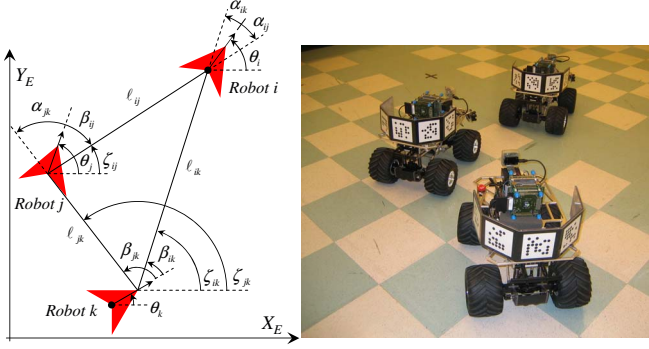 α_ik
α_ij
Y_E
θ_i
Robot i
α_jk
β_ij
ℓ_ij
θ_j
ζ_ij
ℓ_ik
Robot j
ℓ_jk
β_jk
β_ik
ζ_ik
ζ_jk
Robot k
θ_k
X_E